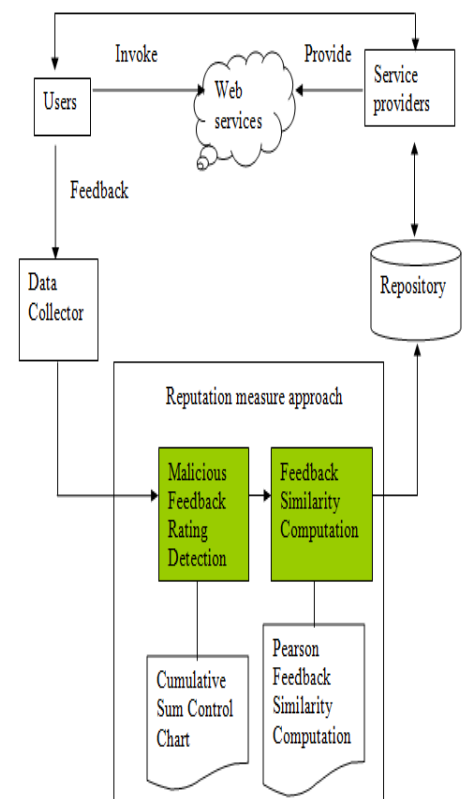 Invoke
Provide
Users
Web
services
Service
providers
Feedback
Data
Collector
Repository
Reputation measure approach
Malicious
Feedback
Rating
Detection
Feedback
Similarity
Computation
Cumulative
Sum Control
Chart
Pearson
Feedback
Similarity
Computation